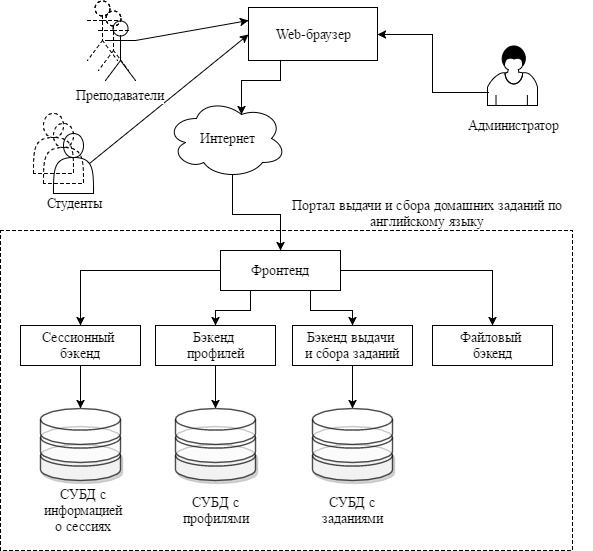 Web-браузер
Преподаватели
Администратор
Интернет
Студенты
Портал выдачи и сбора домашних заданий по
английскому языку
Фронтенд
Сессионный
бэкенд
Бэкенд
профилей
Бэкенд выдачи
и сбора заданий
Файловый
бэкенд
СУБД с
информацией
о сессиях
СУБД с
профилями
СУБД с
заданиями